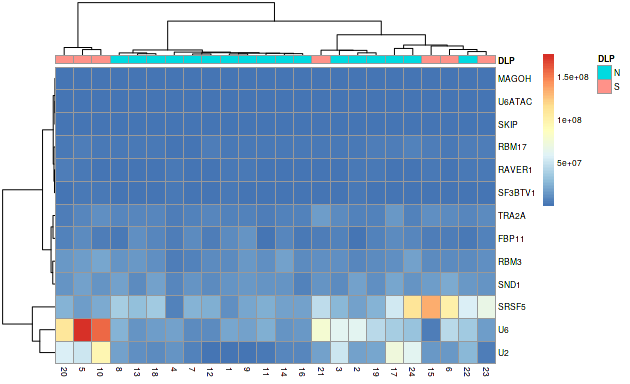 DLP
MAGOH
U6ATAC
SKIP
RBM17
RAVER1
SF3BTV1
TRA2A
FBP11
RBM3
SND1
SRSF5
U6
U2
20 5 10 8 13 18 4 7 12 1 9 11 14 16 21 3 2 19 17 24 15 6 22 23
1.5e+08
1e+08
5e+07
DLP
N
S